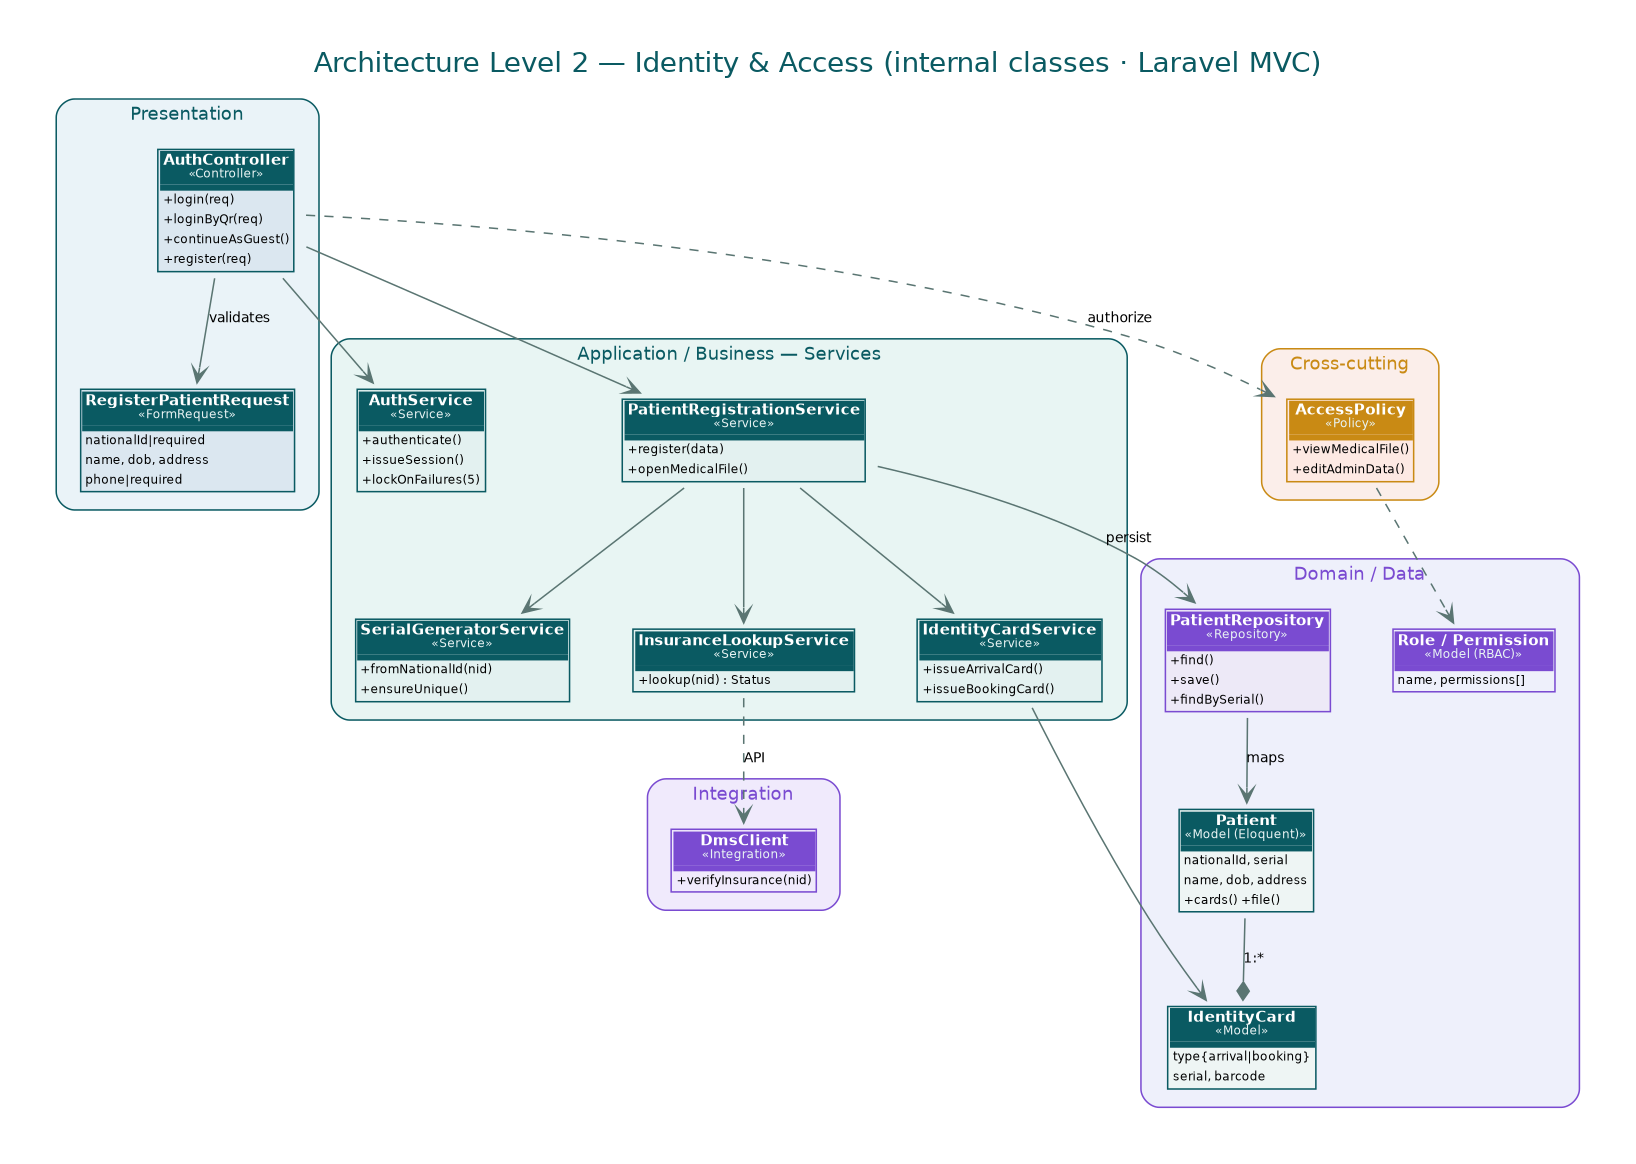 Architecture Level 2 — Identity & Access (internal classes · Laravel MVC)
Presentation
AuthController
«Controller»
+login(req)
+loginByQr(req)
+continueAsGuest()
+register(req)
validates
authorize
RegisterPatientRequest
«FormRequest»
nationalId|required
name, dob, address
phone|required
Application / Business — Services
AuthService
«Service»
+authenticate()
+issueSession()
+lockOnFailures(5)
PatientRegistrationService
«Service»
+register(data)
+openMedicalFile()
Cross-cutting
AccessPolicy
«Policy»
+viewMedicalFile()
+editAdminData()
persist
SerialGeneratorService
«Service»
+fromNationalId(nid)
+ensureUnique()
InsuranceLookupService
«Service»
+lookup(nid) : Status
IdentityCardService
«Service»
+issueArrivalCard()
+issueBookingCard()
Domain / Data
PatientRepository
«Repository»
+find()
+save()
+findBySerial()
Role / Permission
«Model (RBAC)»
name, permissions[]
API
maps
Integration
DmsClient
«Integration»
+verifyInsurance(nid)
Patient
«Model (Eloquent)»
nationalId, serial
name, dob, address
+cards() +file()
1:*
IdentityCard
«Model»
type{arrival|booking}
serial, barcode